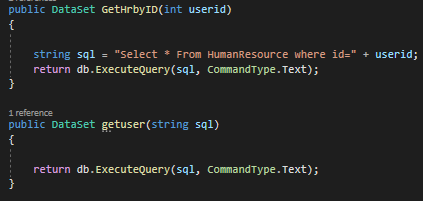 public DataSet GetHrbyID(int userid)
{
string sql = "Select * From HumanResource where id=" + userid;
return db.ExecuteQuery(sql, CommandType.Text);
}
1 reference
public DataSet getuser(string sql)
{
return db.ExecuteQuery(sql, CommandType.Text);
}